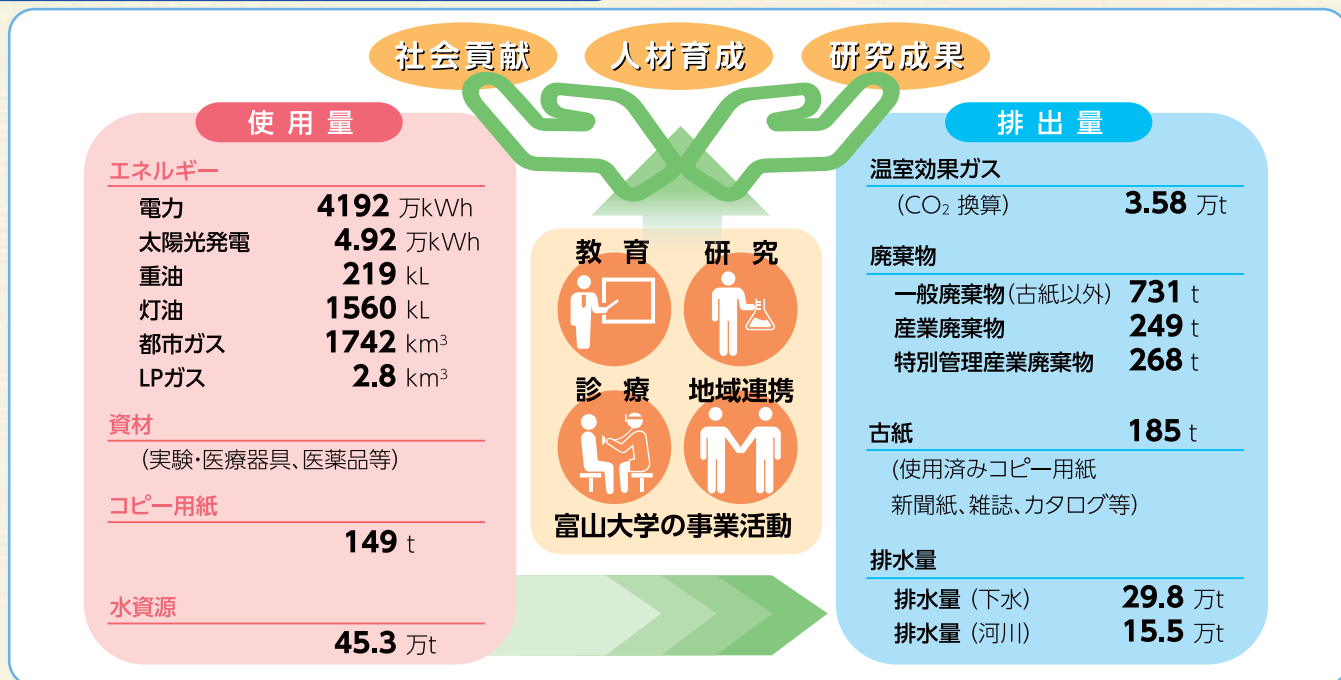 社会貢献
人材育成
研究成果
使用量
エネルギー
電力 4192 万kWh
太陽光発電 4.92 万kWh
重油 219 kL
灯油 1560 kL
都市ガス 1742 km³
LPガス 2.8 km³
資材
(実験・医療器具、医薬品等)
コピー用紙
149 t
水資源
45.3 万t
教育 研究
診療 地域連携
富山大学の事業活動
排出量
温室効果ガス
(CO₂ 換算) 3.58 万t
廃棄物
一般廃棄物(古紙以外) 731 t
産業廃棄物 249 t
特別管理産業廃棄物 268 t
古紙 185 t
(使用済みコピー用紙
新聞紙、雑誌、カタログ等)
排水量
排水量 (下水) 29.8 万t
排水量 (河川) 15.5 万t